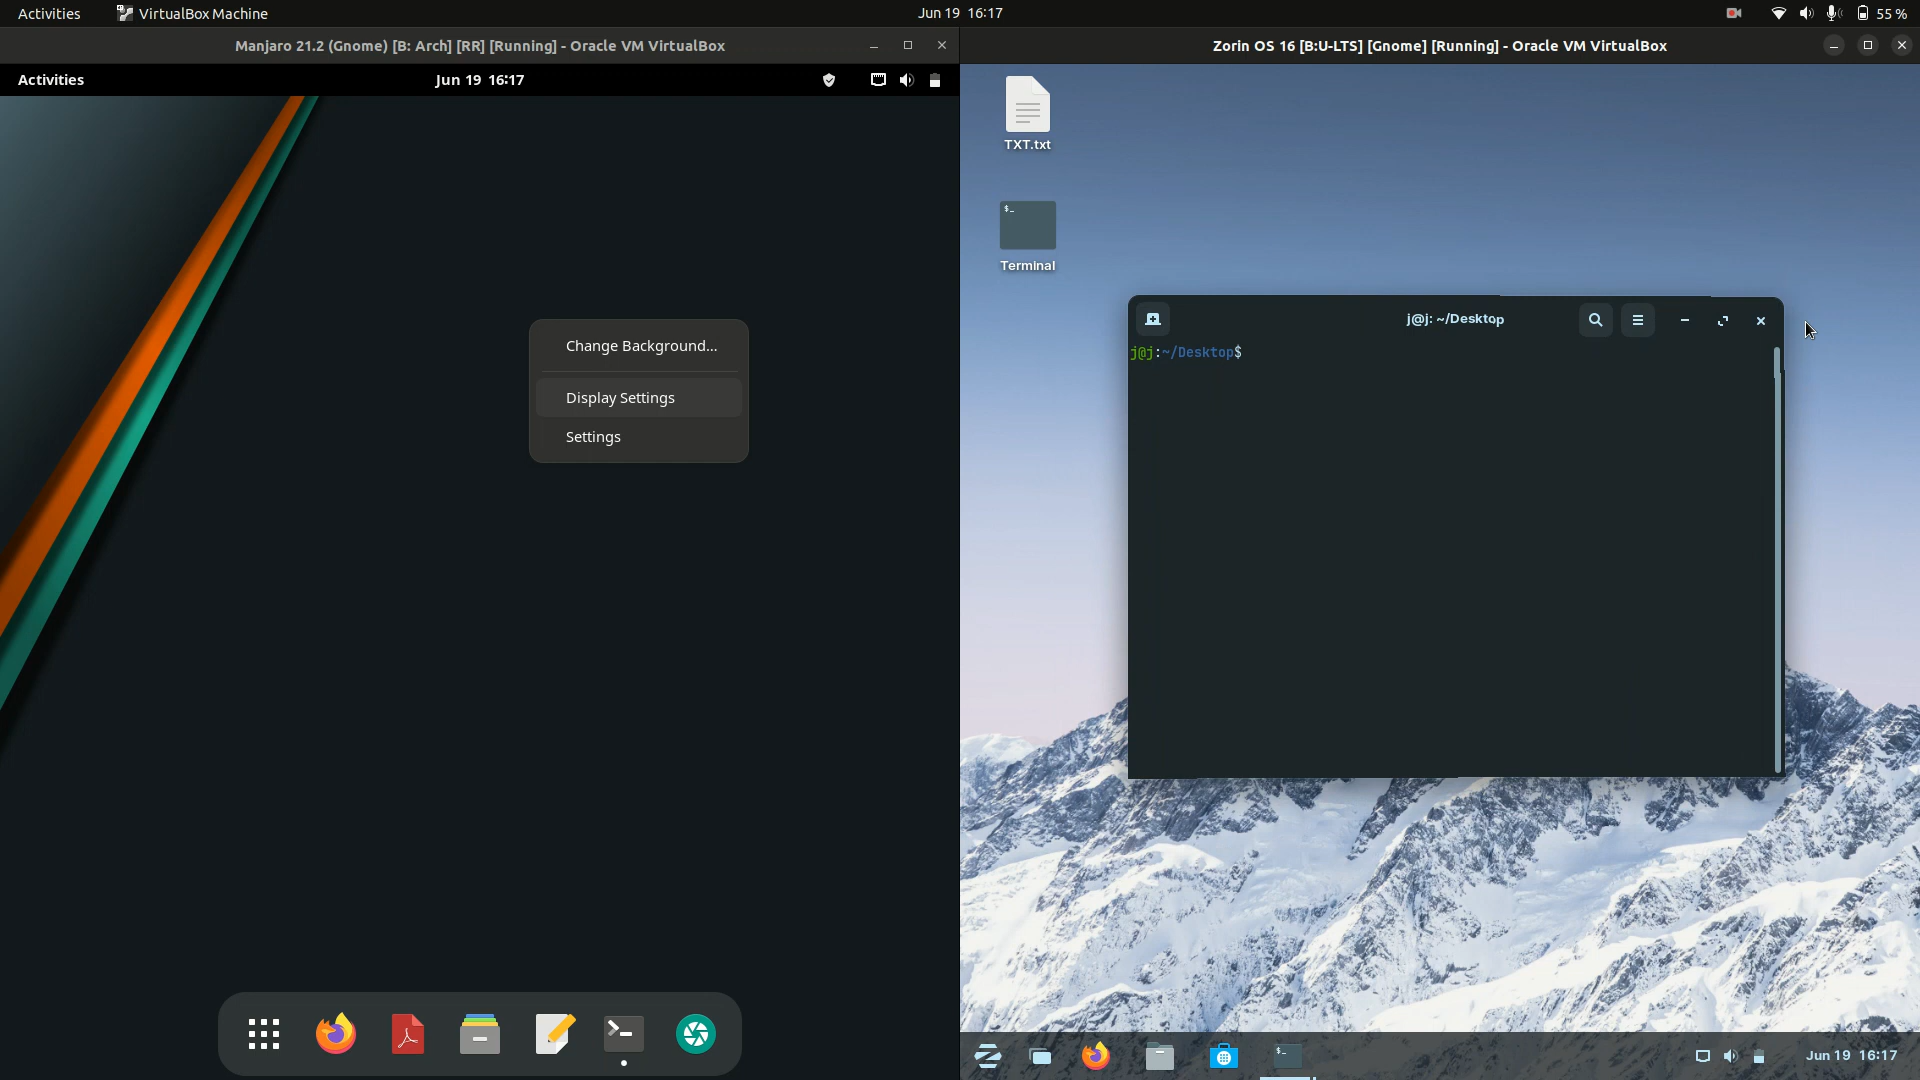 Activities VirtualBox Machine Jun 19 16:17 55 %
Manjaro 21.2 (Gnome) [B: Arch] [RR] [Running] - Oracle VM VirtualBox
Activities Jun 19 16:17
Change Background...
Display Settings
Settings
Zorin OS 16 [B:U-LTS] [Gnome] [Running] - Oracle VM VirtualBox
TXT.txt
$_
Terminal
j@j: ~/Desktop
j@j:~/Desktop$
$_
Jun 19 16:17